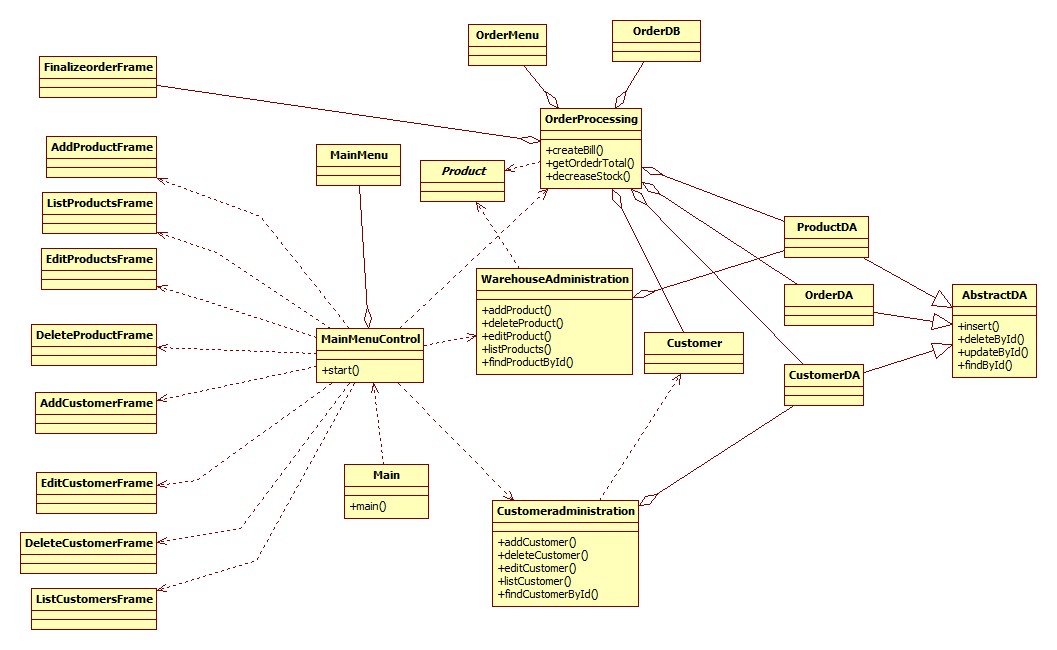 OrderMenu
OrderDB
FinalizeorderFrame
OrderProcessing
+createBill()
+getOrdedrTotal()
+decreaseStock()
AddProductFrame
MainMenu
Product
ListProductsFrame
ProductDA
EditProductsFrame
WarehouseAdministration
+addProduct()
+deleteProduct()
+editProduct()
+listProducts()
+findProductById()
OrderDA
AbstractDA
+insert()
+deleteById()
+updateById()
+findById()
DeleteProductFrame
MainMenuControl
+start()
Customer
CustomerDA
AddCustomerFrame
Main
+main()
EditCustomerFrame
Customeradministration
+addCustomer()
+deleteCustomer()
+editCustomer()
+listCustomer()
+findCustomerById()
DeleteCustomerFrame
ListCustomersFrame